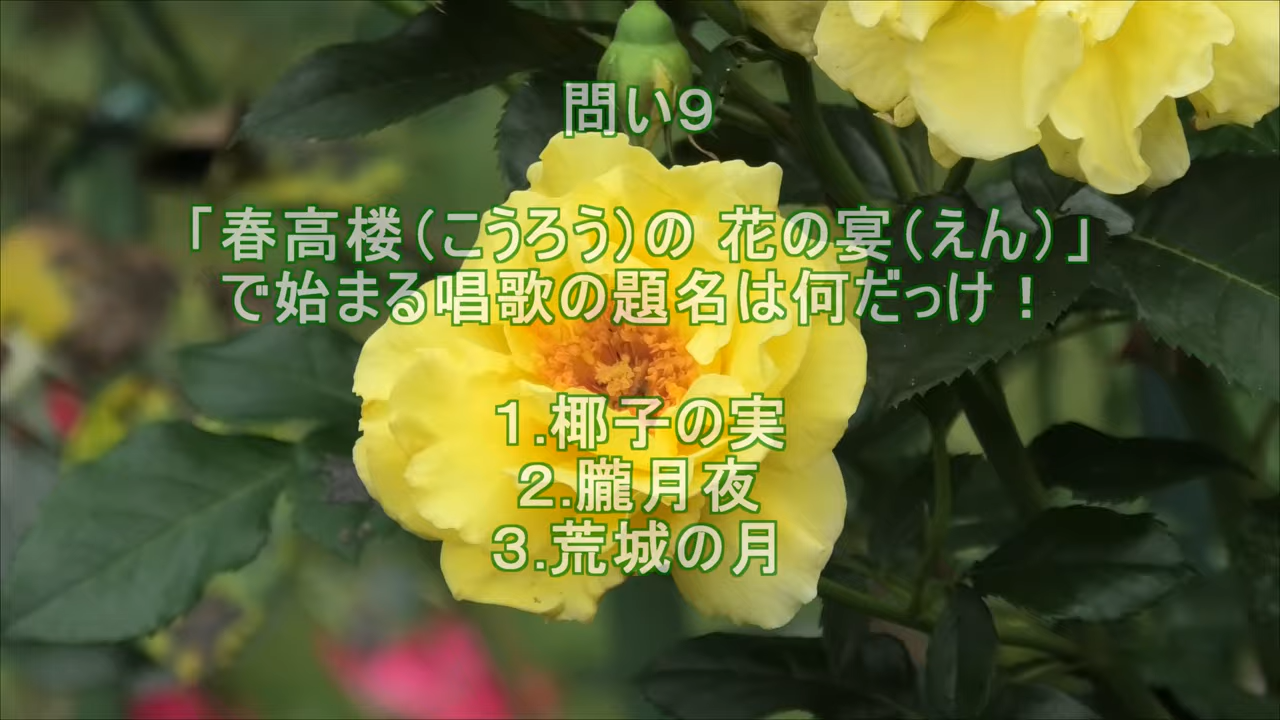 問い９
「春高楼（こうろう）の 花の宴（えん）」
で始まる唱歌の題名は何だっけ！
１.椰子の実
２.朧月夜
３.荒城の月